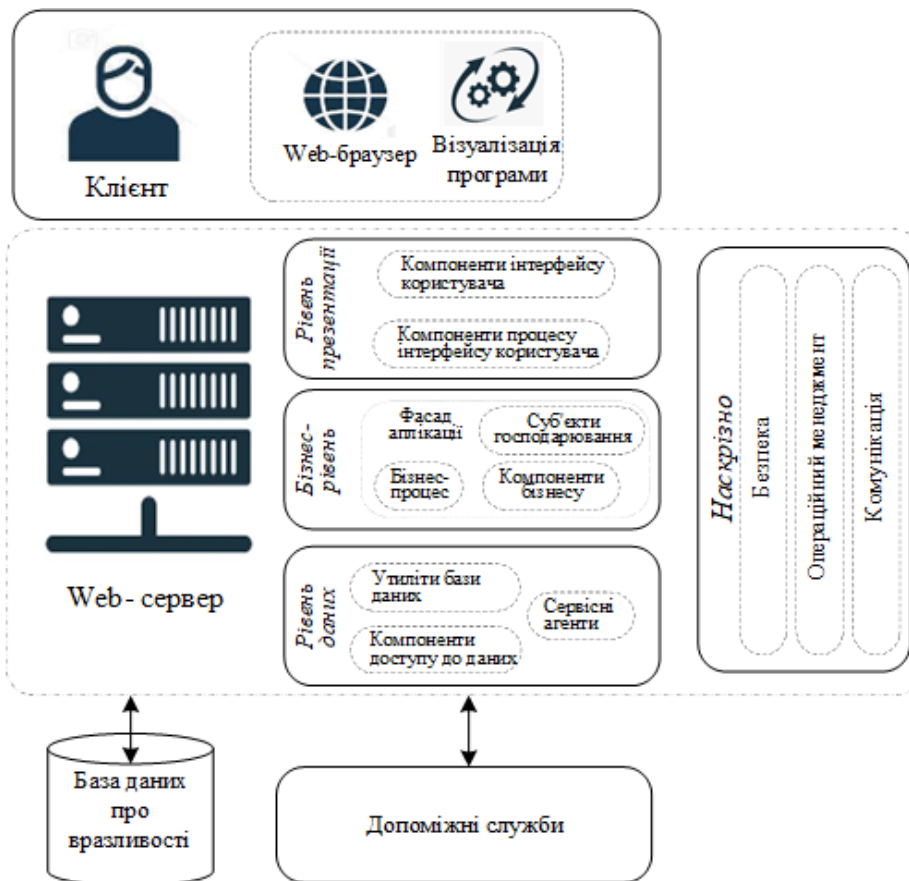 Клієнт
Web-браузер
Візуалізація
програми
Web - сервер
Рівень
презентації
Компоненти інтерфейсу
користувача
Компоненти процесу
інтерфейсу користувача
Бізнес-
рівень
Фасад
аплікації
Суб'єкти
господарювання
Бізнес-
процес
Компоненти
бізнесу
Рівень
даних
Утиліти бази
даних
Сервісні
агенти
Компоненти
доступу до даних
Наскрізно
Безпека
Операційний менеджмент
Комунікація
База даних
про
вразливості
Допоміжні служби